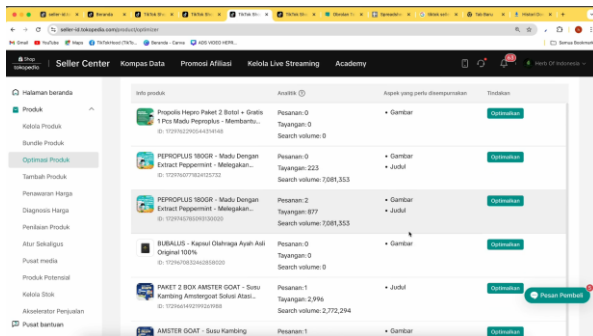 seller-id.tokopedia.com/product/optimizer
Gmail YouTube Maps
Shop
tokopedia
Seller Center Kompas Data Promosi Afiliasi Kelola Live Streaming Academy
Herb Of Indonesia
Halaman beranda
Produk
Kelola Produk
Bundle Produk
Optimasi Produk
Tambah Produk
Penawaran Harga
Diagnosis Harga
Penilaian Produk
Atur Sekaligus
Pusat media
Produk Potensial
Kelola Stok
Akselerator Penjualan
Pusat bantuan
Info produk Analitik Aspek yang perlu disempurnakan Tindakan
Propolis Hepro Paket 2 Botol + Gratis
1 Pcs Madu Peproplus - Membantu...
Pesanan: 0
Tayangan: 0
Search volume: 0
• Gambar
Optimalkan
PEPROPLUS 180GR - Madu Dengan
Extract Peppermint - Melegakan...
Pesanan: 0
Tayangan: 223
Search volume: 7,081,353
• Gambar
• Judul
Optimalkan
PEPROPLUS 180GR - Madu Dengan
Extract Peppermint - Melegakan...
Pesanan: 2
Tayangan: 877
Search volume: 7,081,353
• Gambar
• Judul
Optimalkan
BUBALUS - Kapsul Olahraga Ayah Asli
Original 100%
Pesanan: 0
Tayangan: 0
Search volume: 0
• Gambar
Optimalkan
PAKET 2 BOX AMSTER GOAT - Susu
Kambing Amstergoat Solusi Atasi...
Pesanan: 1
Tayangan: 2,996
Search volume: 2,772,294
• Judul
Optimalkan
Pesan Pembeli
AMSTER GOAT - Susu Kambing
Pesanan: 1
• Gambar
Optimalkan